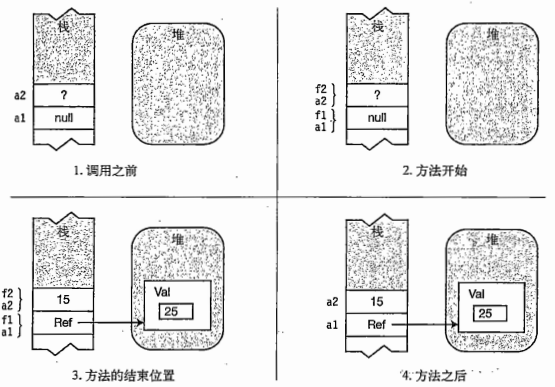 栈
堆
a2
?
a1
null
1. 调用之前
栈
堆
f2
a2
?
f1
a1
null
2. 方法开始
栈
堆
f2
a2
15
f1
a1
Ref
Val
25
3. 方法的结束位置
栈
堆
a2
15
a1
Ref
Val
25
4. 方法之后